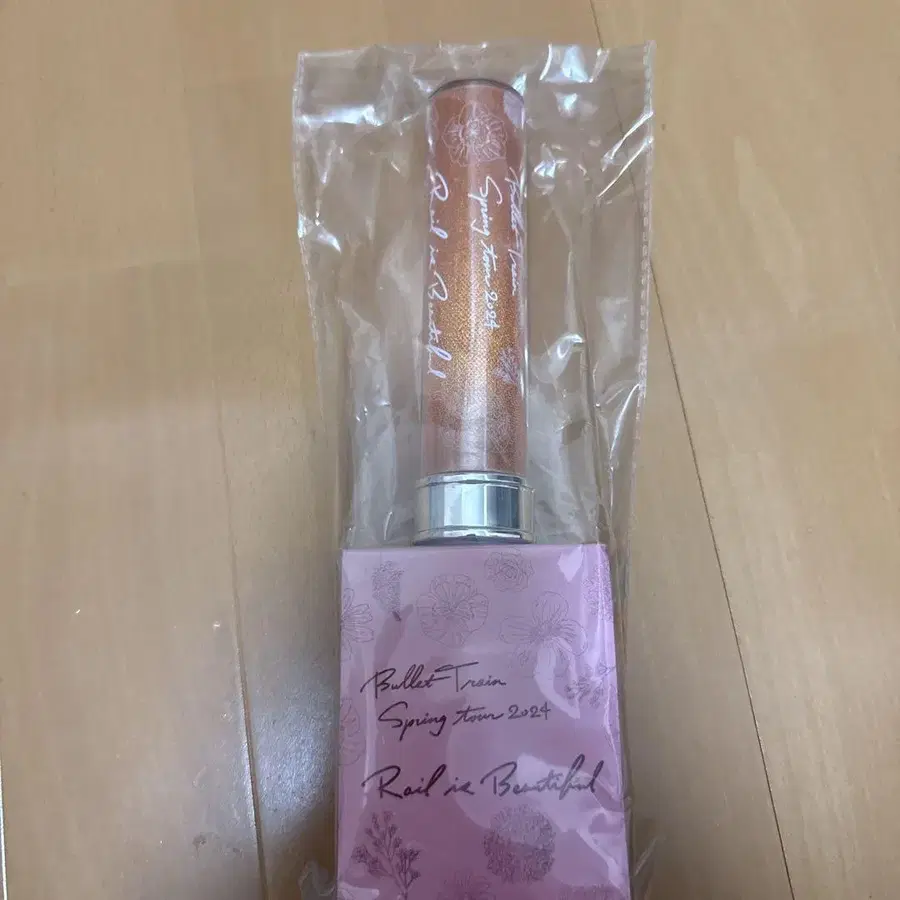 Bullet Train
Spring tour 2024
Rail is Beautiful
Bullet Train
Spring tour 2024
Rail is Beautiful